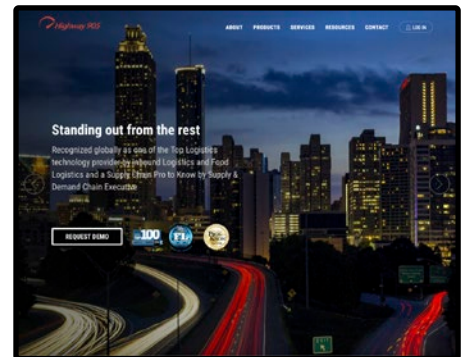 Highway 905
ABOUT PRODUCTS SERVICES RESOURCES CONTACT LOG IN
Standing out from the rest
Recognized globally as one of the Top Logistics
technology provider by Inbound Logistics and Food
Logistics and a Supply Chain Pro to Know by Supply &
Demand Chain Executive
REQUEST DEMO
100